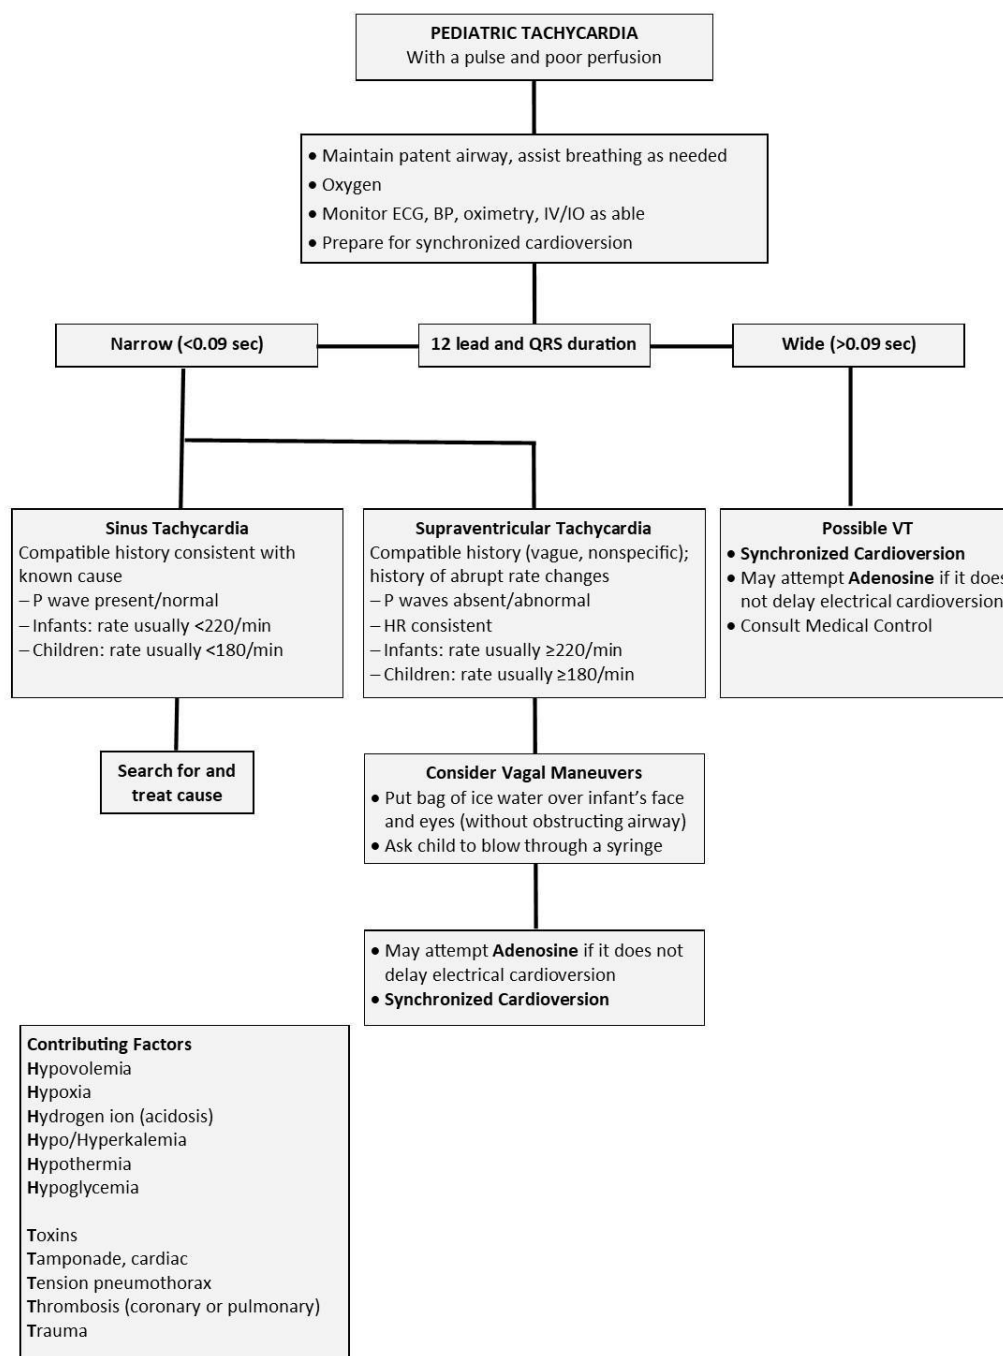 PEDIATRIC TACHYCARDIA
With a pulse and poor perfusion
• Maintain patent airway, assist breathing as needed
• Oxygen
• Monitor ECG, BP, oximetry, IV/IO as able
• Prepare for synchronized cardioversion
Narrow (<0.09 sec)
12 lead and QRS duration
Wide (>0.09 sec)
Sinus Tachycardia
Compatible history consistent with
known cause
– P wave present/normal
– Infants: rate usually <220/min
– Children: rate usually <180/min
Supraventricular Tachycardia
Compatible history (vague, nonspecific);
history of abrupt rate changes
– P waves absent/abnormal
– HR consistent
– Infants: rate usually ≥220/min
– Children: rate usually ≥180/min
Possible VT
• Synchronized Cardioversion
• May attempt Adenosine if it does
not delay electrical cardioversion
• Consult Medical Control
Search for and
treat cause
Consider Vagal Maneuvers
• Put bag of ice water over infant's face
and eyes (without obstructing airway)
• Ask child to blow through a syringe
• May attempt Adenosine if it does not
delay electrical cardioversion
• Synchronized Cardioversion
Contributing Factors
Hypovolemia
Hypoxia
Hydrogen ion (acidosis)
Hypo/Hyperkalemia
Hypothermia
Hypoglycemia
Toxins
Tamponade, cardiac
Tension pneumothorax
Thrombosis (coronary or pulmonary)
Trauma